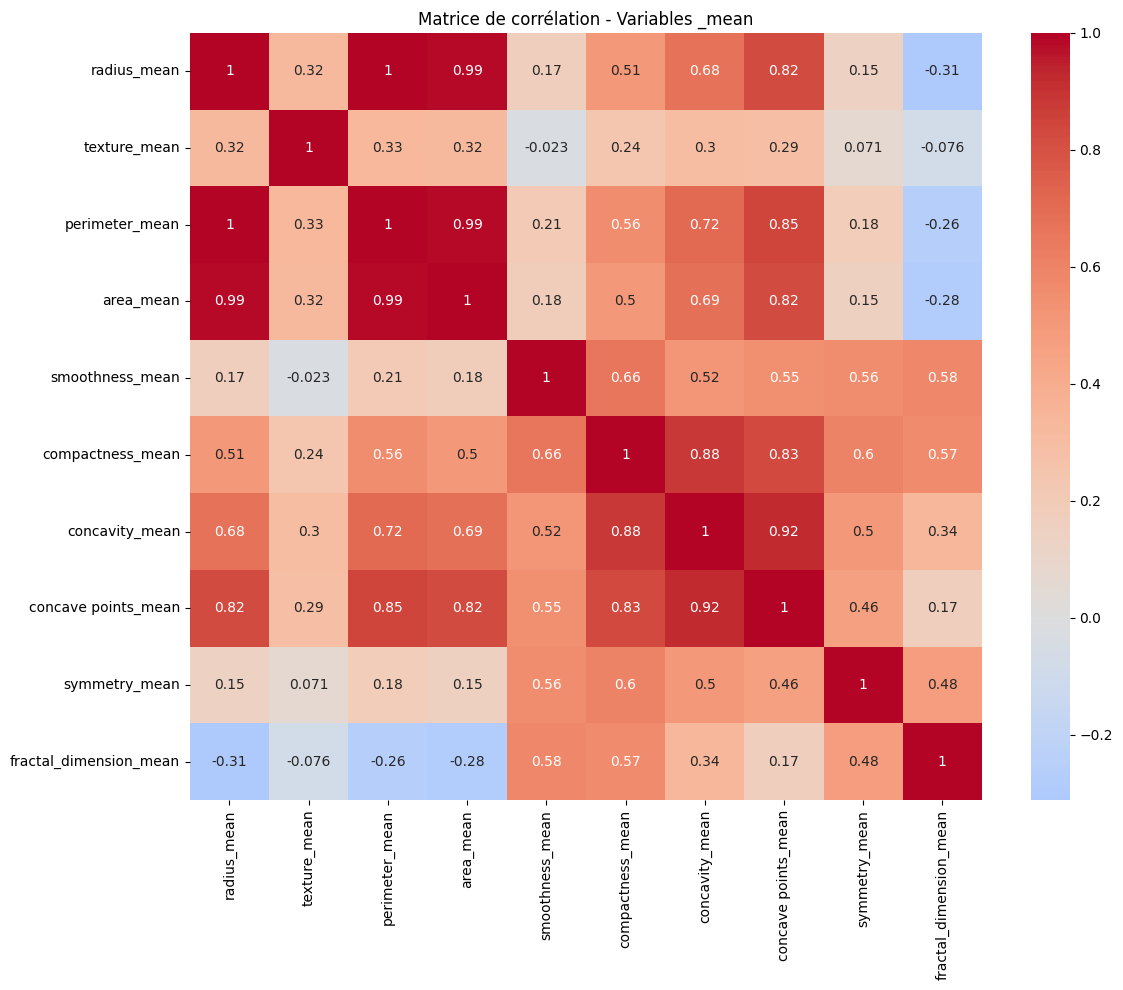 Matrice de corrélation - Variables _mean
radius_mean 1 0.32 1 0.99 0.17 0.51 0.68 0.82 0.15 -0.31
texture_mean 0.32 1 0.33 0.32 -0.023 0.24 0.3 0.29 0.071 -0.076
perimeter_mean 1 0.33 1 0.99 0.21 0.56 0.72 0.85 0.18 -0.26
area_mean 0.99 0.32 0.99 1 0.18 0.5 0.69 0.82 0.15 -0.28
smoothness_mean 0.17 -0.023 0.21 0.18 1 0.66 0.52 0.55 0.56 0.58
compactness_mean 0.51 0.24 0.56 0.5 0.66 1 0.88 0.83 0.6 0.57
concavity_mean 0.68 0.3 0.72 0.69 0.52 0.88 1 0.92 0.5 0.34
concave points_mean 0.82 0.29 0.85 0.82 0.55 0.83 0.92 1 0.46 0.17
symmetry_mean 0.15 0.071 0.18 0.15 0.56 0.6 0.5 0.46 1 0.48
fractal_dimension_mean -0.31 -0.076 -0.26 -0.28 0.58 0.57 0.34 0.17 0.48 1
radius_mean
texture_mean
perimeter_mean
area_mean
smoothness_mean
compactness_mean
concavity_mean
concave points_mean
symmetry_mean
fractal_dimension_mean
1.0
0.8
0.6
0.4
0.2
0.0
−0.2